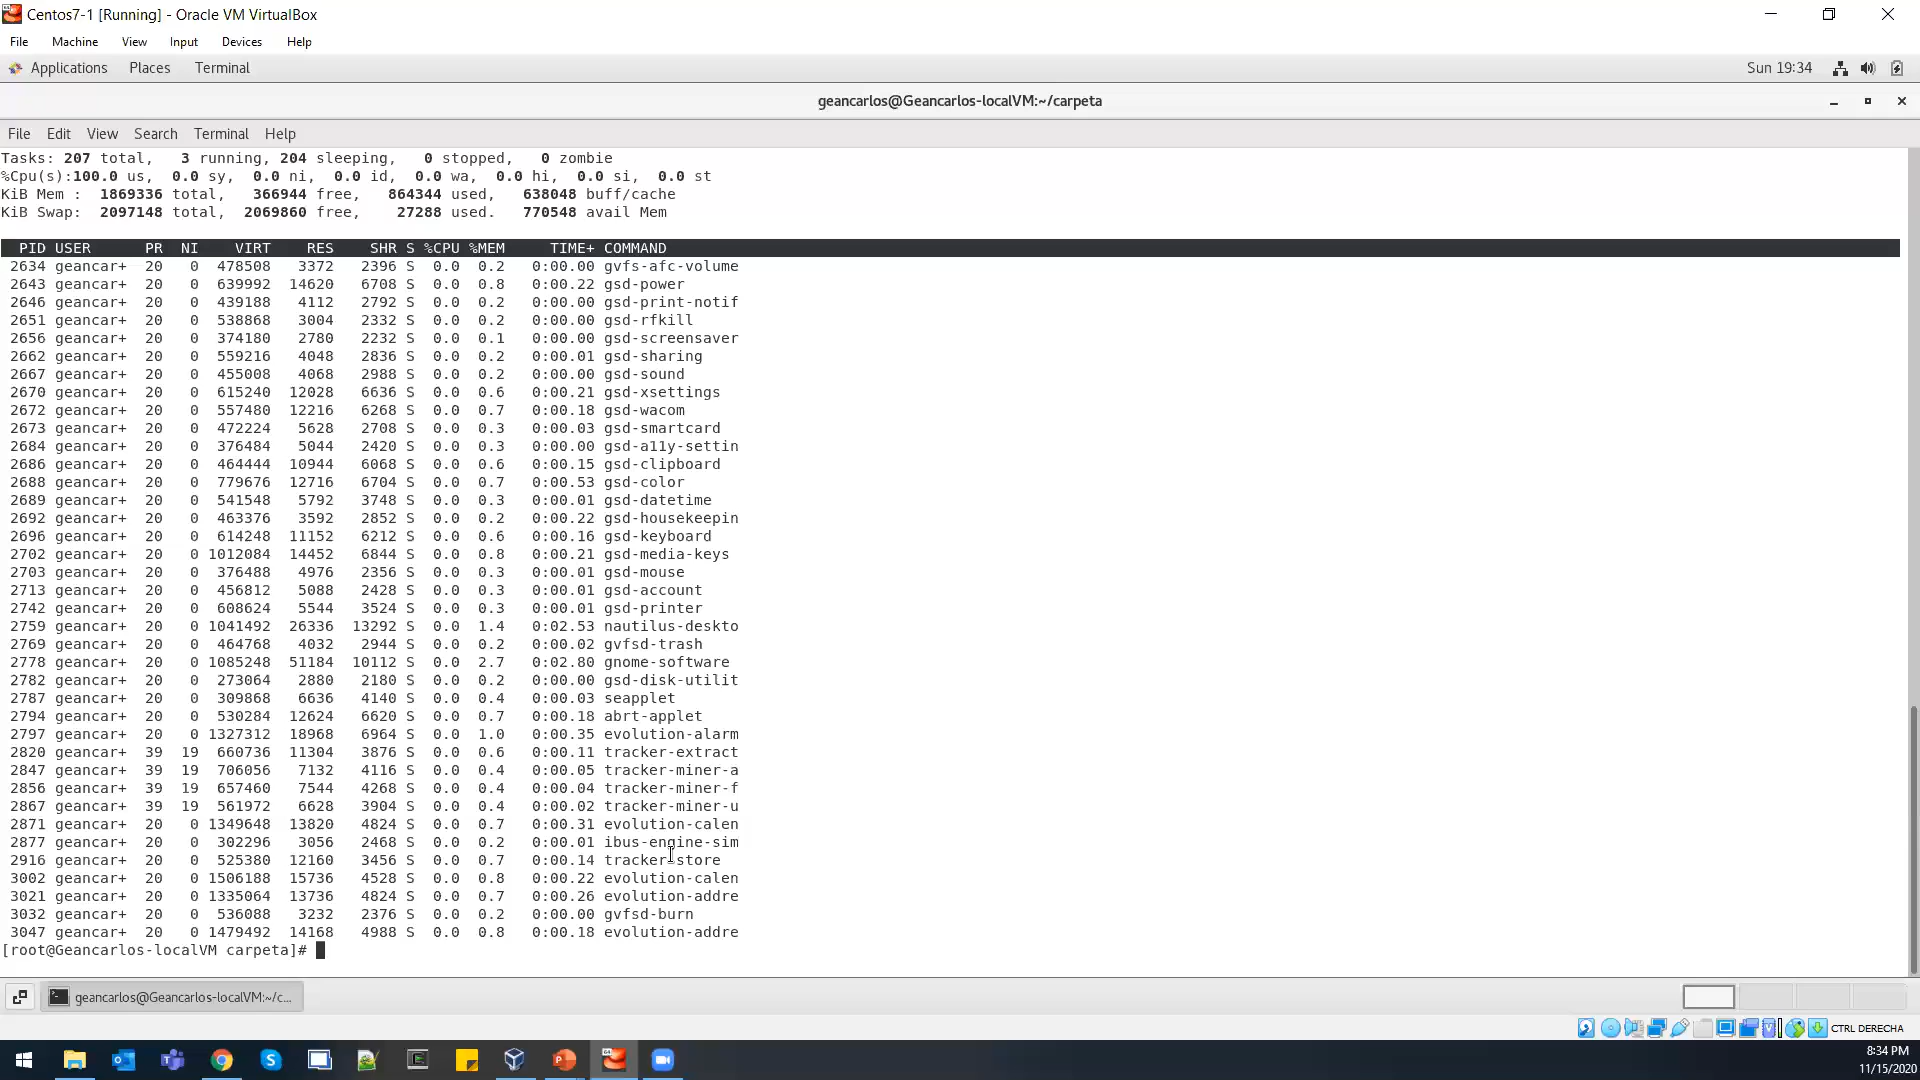 Centos7-1 [Running] - Oracle VM VirtualBox
File Machine View Input Devices Help
Applications Places Terminal Sun 19:34
geancarlos@Geancarlos-localVM:~/carpeta
File Edit View Search Terminal Help
Tasks: 207 total, 3 running, 204 sleeping, 0 stopped, 0 zombie
%Cpu(s):100.0 us, 0.0 sy, 0.0 ni, 0.0 id, 0.0 wa, 0.0 hi, 0.0 si, 0.0 st
KiB Mem : 1869336 total, 366944 free, 864344 used, 638048 buff/cache
KiB Swap: 2097148 total, 2069860 free, 27288 used. 770548 avail Mem
PID USER PR NI VIRT RES SHR S %CPU %MEM TIME+ COMMAND
2634 geancar+ 20 0 478508 3372 2396 S 0.0 0.2 0:00.00 gvfs-afc-volume
2643 geancar+ 20 0 639992 14620 6708 S 0.0 0.8 0:00.22 gsd-power
2646 geancar+ 20 0 439188 4112 2792 S 0.0 0.2 0:00.00 gsd-print-notif
2651 geancar+ 20 0 538868 3004 2332 S 0.0 0.2 0:00.00 gsd-rfkill
2656 geancar+ 20 0 374180 2780 2232 S 0.0 0.1 0:00.00 gsd-screensaver
2662 geancar+ 20 0 559216 4048 2836 S 0.0 0.2 0:00.01 gsd-sharing
2667 geancar+ 20 0 455008 4068 2988 S 0.0 0.2 0:00.00 gsd-sound
2670 geancar+ 20 0 615240 12028 6636 S 0.0 0.6 0:00.21 gsd-xsettings
2672 geancar+ 20 0 557480 12216 6268 S 0.0 0.7 0:00.18 gsd-wacom
2673 geancar+ 20 0 472224 5628 2708 S 0.0 0.3 0:00.03 gsd-smartcard
2684 geancar+ 20 0 376484 5044 2420 S 0.0 0.3 0:00.00 gsd-a11y-settin
2686 geancar+ 20 0 464444 10944 6068 S 0.0 0.6 0:00.15 gsd-clipboard
2688 geancar+ 20 0 779676 12716 6704 S 0.0 0.7 0:00.53 gsd-color
2689 geancar+ 20 0 541548 5792 3748 S 0.0 0.3 0:00.01 gsd-datetime
2692 geancar+ 20 0 463376 3592 2852 S 0.0 0.2 0:00.22 gsd-housekeepin
2696 geancar+ 20 0 614248 11152 6212 S 0.0 0.6 0:00.16 gsd-keyboard
2702 geancar+ 20 0 1012084 14452 6844 S 0.0 0.8 0:00.21 gsd-media-keys
2703 geancar+ 20 0 376488 4976 2356 S 0.0 0.3 0:00.01 gsd-mouse
2713 geancar+ 20 0 456812 5088 2428 S 0.0 0.3 0:00.01 gsd-account
2742 geancar+ 20 0 608624 5544 3524 S 0.0 0.3 0:00.01 gsd-printer
2759 geancar+ 20 0 1041492 26336 13292 S 0.0 1.4 0:02.53 nautilus-deskto
2769 geancar+ 20 0 464768 4032 2944 S 0.0 0.2 0:00.02 gvfsd-trash
2778 geancar+ 20 0 1085248 51184 10112 S 0.0 2.7 0:02.80 gnome-software
2782 geancar+ 20 0 273064 2880 2180 S 0.0 0.2 0:00.00 gsd-disk-utilit
2787 geancar+ 20 0 309868 6636 4140 S 0.0 0.4 0:00.03 seapplet
2794 geancar+ 20 0 530284 12624 6620 S 0.0 0.7 0:00.18 abrt-applet
2797 geancar+ 20 0 1327312 18968 6964 S 0.0 1.0 0:00.35 evolution-alarm
2820 geancar+ 39 19 660736 11304 3876 S 0.0 0.6 0:00.11 tracker-extract
2847 geancar+ 39 19 706056 7132 4116 S 0.0 0.4 0:00.05 tracker-miner-a
2856 geancar+ 39 19 657460 7544 4268 S 0.0 0.4 0:00.04 tracker-miner-f
2867 geancar+ 39 19 561972 6628 3904 S 0.0 0.4 0:00.02 tracker-miner-u
2871 geancar+ 20 0 1349648 13820 4824 S 0.0 0.7 0:00.31 evolution-calen
2877 geancar+ 20 0 302296 3056 2468 S 0.0 0.2 0:00.01 ibus-engine-sim
2916 geancar+ 20 0 525380 12160 3456 S 0.0 0.7 0:00.14 tracker-store
3002 geancar+ 20 0 1506188 15736 4528 S 0.0 0.8 0:00.22 evolution-calen
3021 geancar+ 20 0 1335064 13736 4824 S 0.0 0.7 0:00.26 evolution-addre
3032 geancar+ 20 0 536088 3232 2376 S 0.0 0.2 0:00.00 gvfsd-burn
3047 geancar+ 20 0 1479492 14168 4988 S 0.0 0.8 0:00.18 evolution-addre
[root@Geancarlos-localVM carpeta]#
geancarlos@Geancarlos-localVM:~/c...
CTRL DERECHA
8:34 PM
11/15/2020